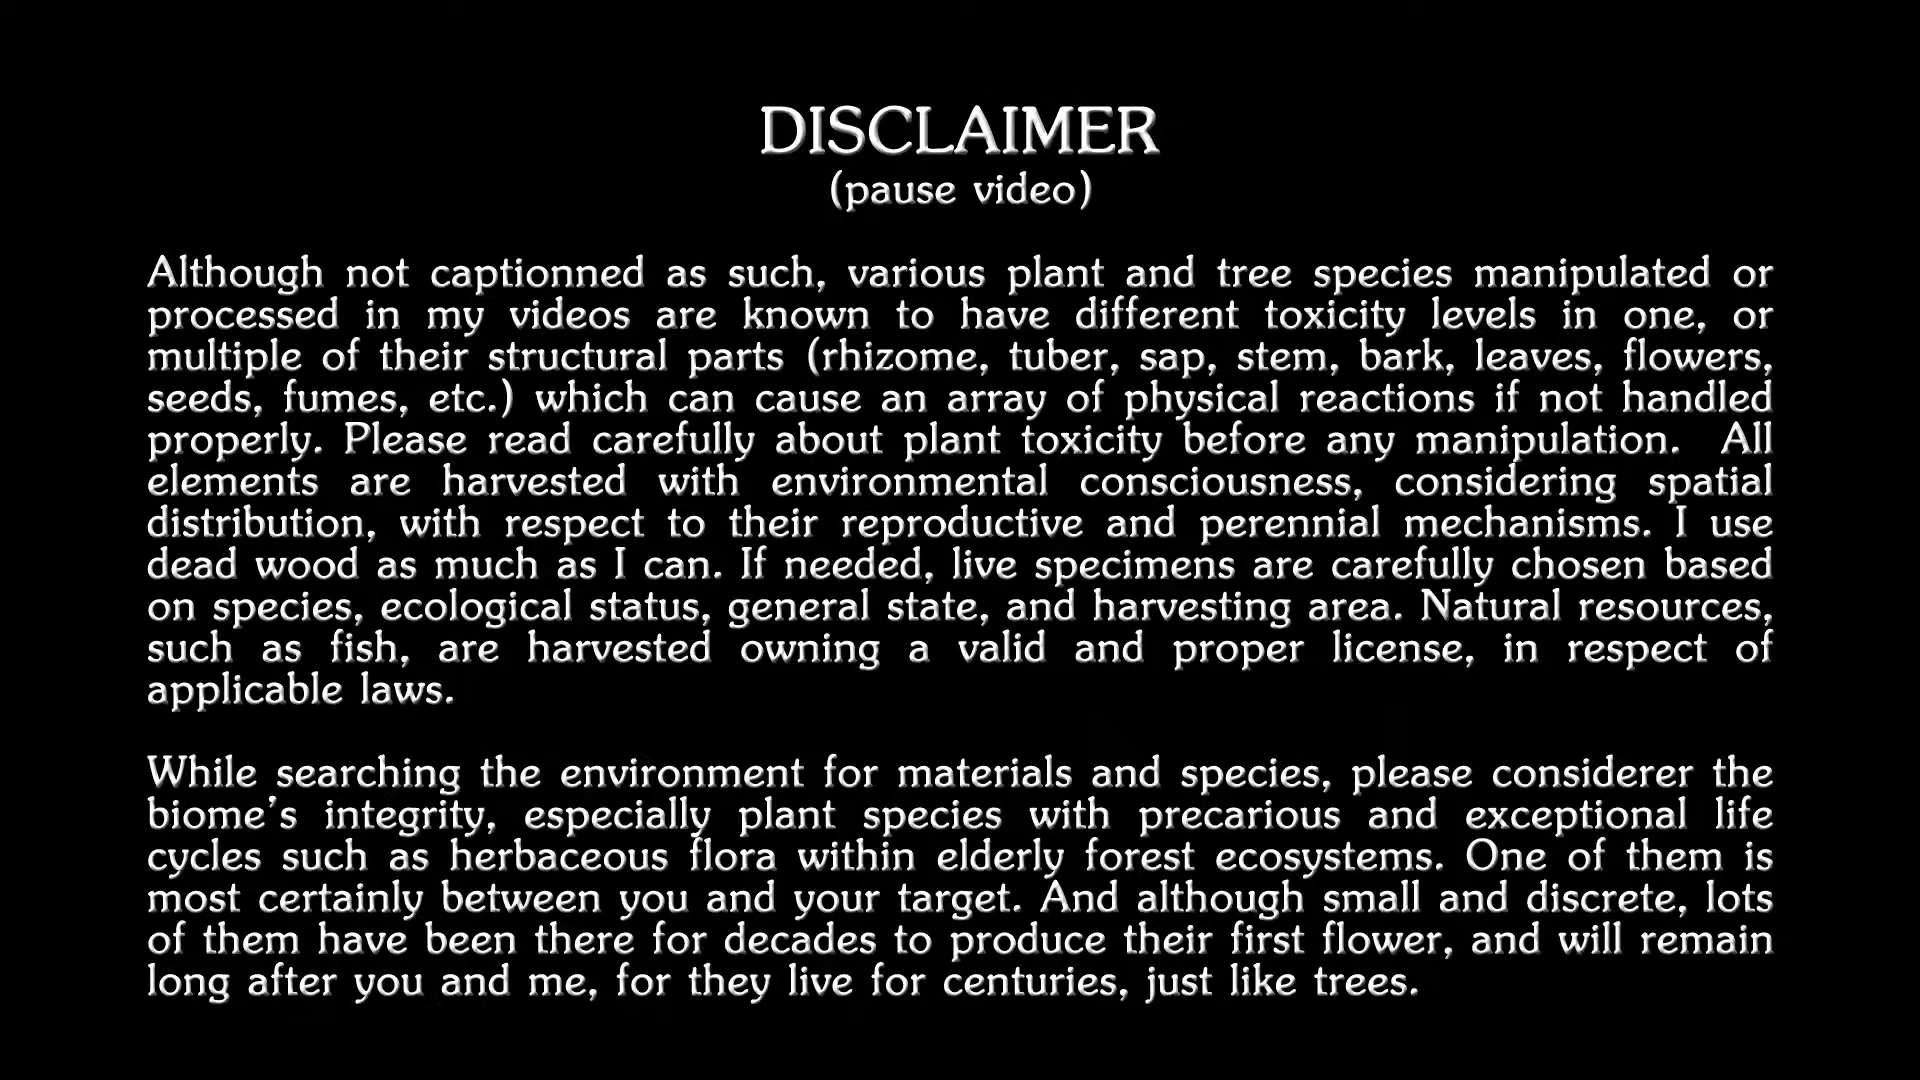 DISCLAIMER
(pause video)
Although not captionned as such, various plant and tree species manipulated or
processed in my videos are known to have different toxicity levels in one, or
multiple of their structural parts (rhizome, tuber, sap, stem, bark, leaves, flowers,
seeds, fumes, etc.) which can cause an array of physical reactions if not handled
properly. Please read carefully about plant toxicity before any manipulation. All
elements are harvested with environmental consciousness, considering spatial
distribution, with respect to their reproductive and perennial mechanisms. I use
dead wood as much as I can. If needed, live specimens are carefully chosen based
on species, ecological status, general state, and harvesting area. Natural resources,
such as fish, are harvested owning a valid and proper license, in respect of
applicable laws.
While searching the environment for materials and species, please considerer the
biome's integrity, especially plant species with precarious and exceptional life
cycles such as herbaceous flora within elderly forest ecosystems. One of them is
most certainly between you and your target. And although small and discrete, lots
of them have been there for decades to produce their first flower, and will remain
long after you and me, for they live for centuries, just like trees.